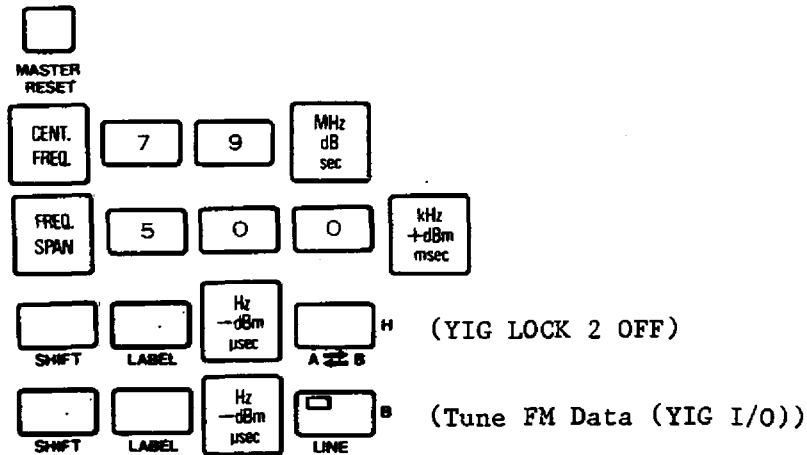 MASTER
RESET
CENT.
FREQ.
7
9
MHz
dB
sec
FREQ.
SPAN
5
0
0
kHz
+dBm
msec
SHIFT
LABEL
Hz
-dBm
μsec
A ⇄ B
H
(YIG LOCK 2 OFF)
SHIFT
LABEL
Hz
-dBm
μsec
LINE
B
(Tune FM Data (YIG I/O))